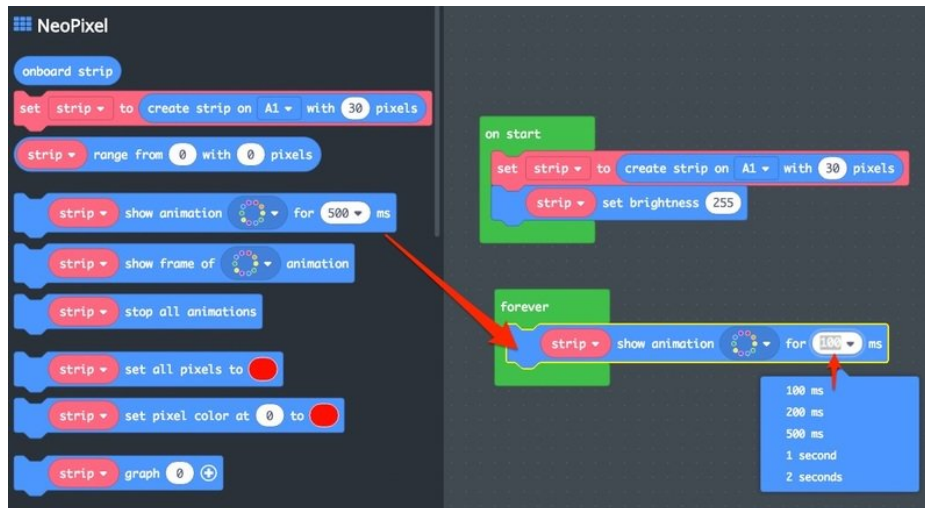 NeoPixel
onboard strip
set strip to create strip on A1 with 30 pixels
strip range from 0 with 0 pixels
strip show animation for 500 ms
strip show frame of animation
strip stop all animations
strip set all pixels to
strip set pixel color at 0 to
strip graph 0
on start
set strip to create strip on A1 with 30 pixels
strip set brightness 255
forever
strip show animation for 100 ms
100 ms
200 ms
500 ms
1 second
2 seconds